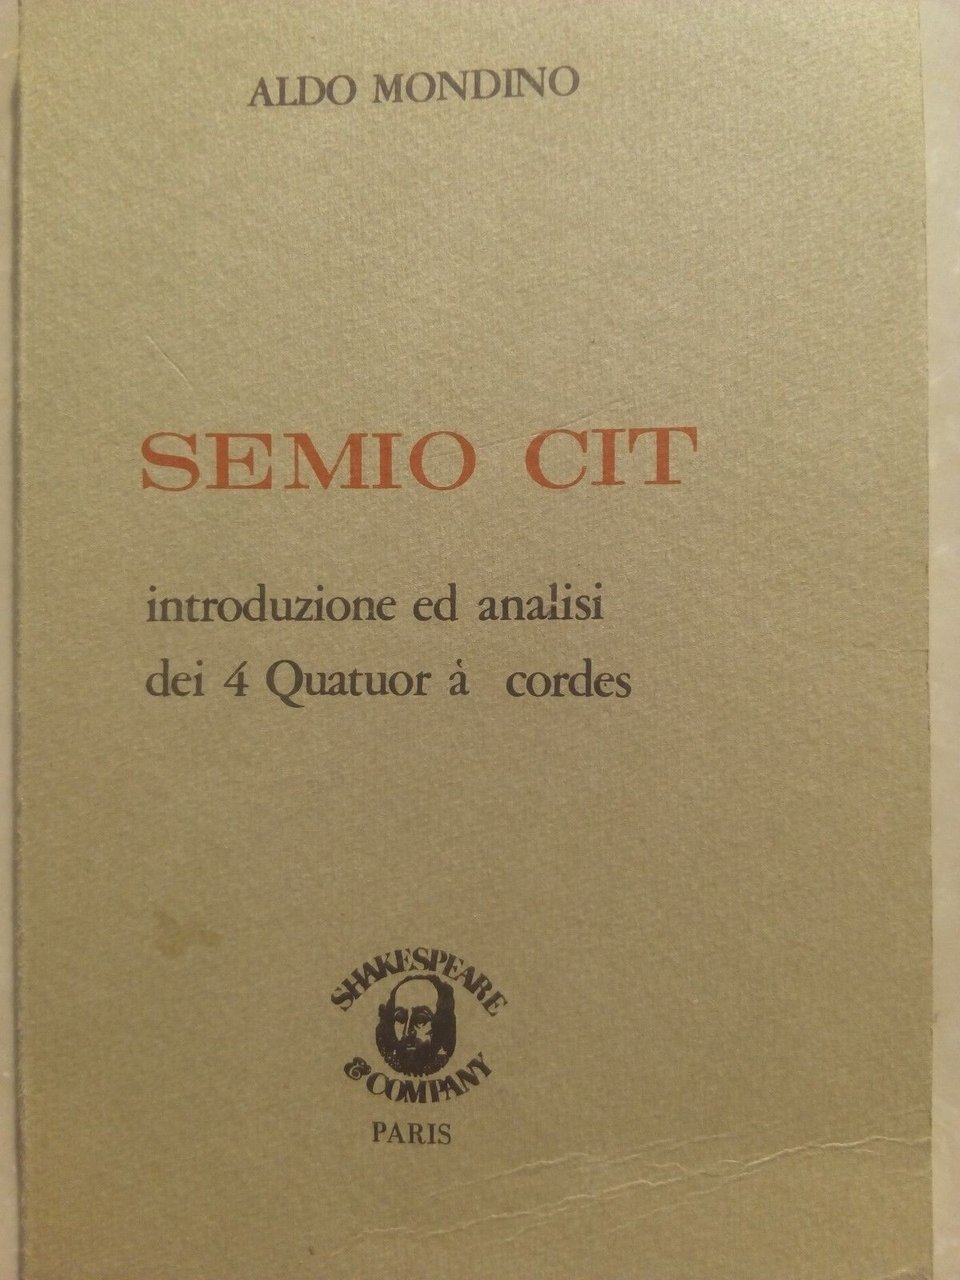 ALDO MONDINO
SEMIO CIT
introduzione ed analisi
dei 4 Quatuor à cordes
SHAKESPEARE
& COMPANY
PARIS